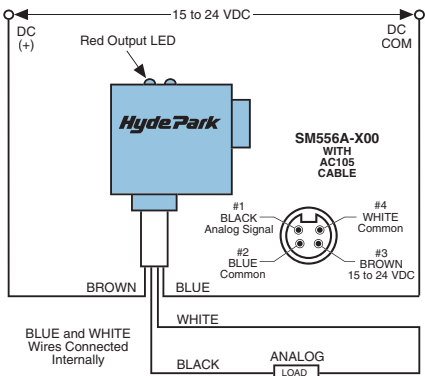 15 to 24 VDC
DC
(+)
DC
COM
Red Output LED
Hyde Park
SM556A-X00
WITH
AC105
CABLE
#1
BLACK
Analog Signal
#4
WHITE
Common
#2
BLUE
Common
#3
BROWN
15 to 24 VDC
BROWN
BLUE
WHITE
BLUE and WHITE
Wires Connected
Internally
BLACK
ANALOG
LOAD